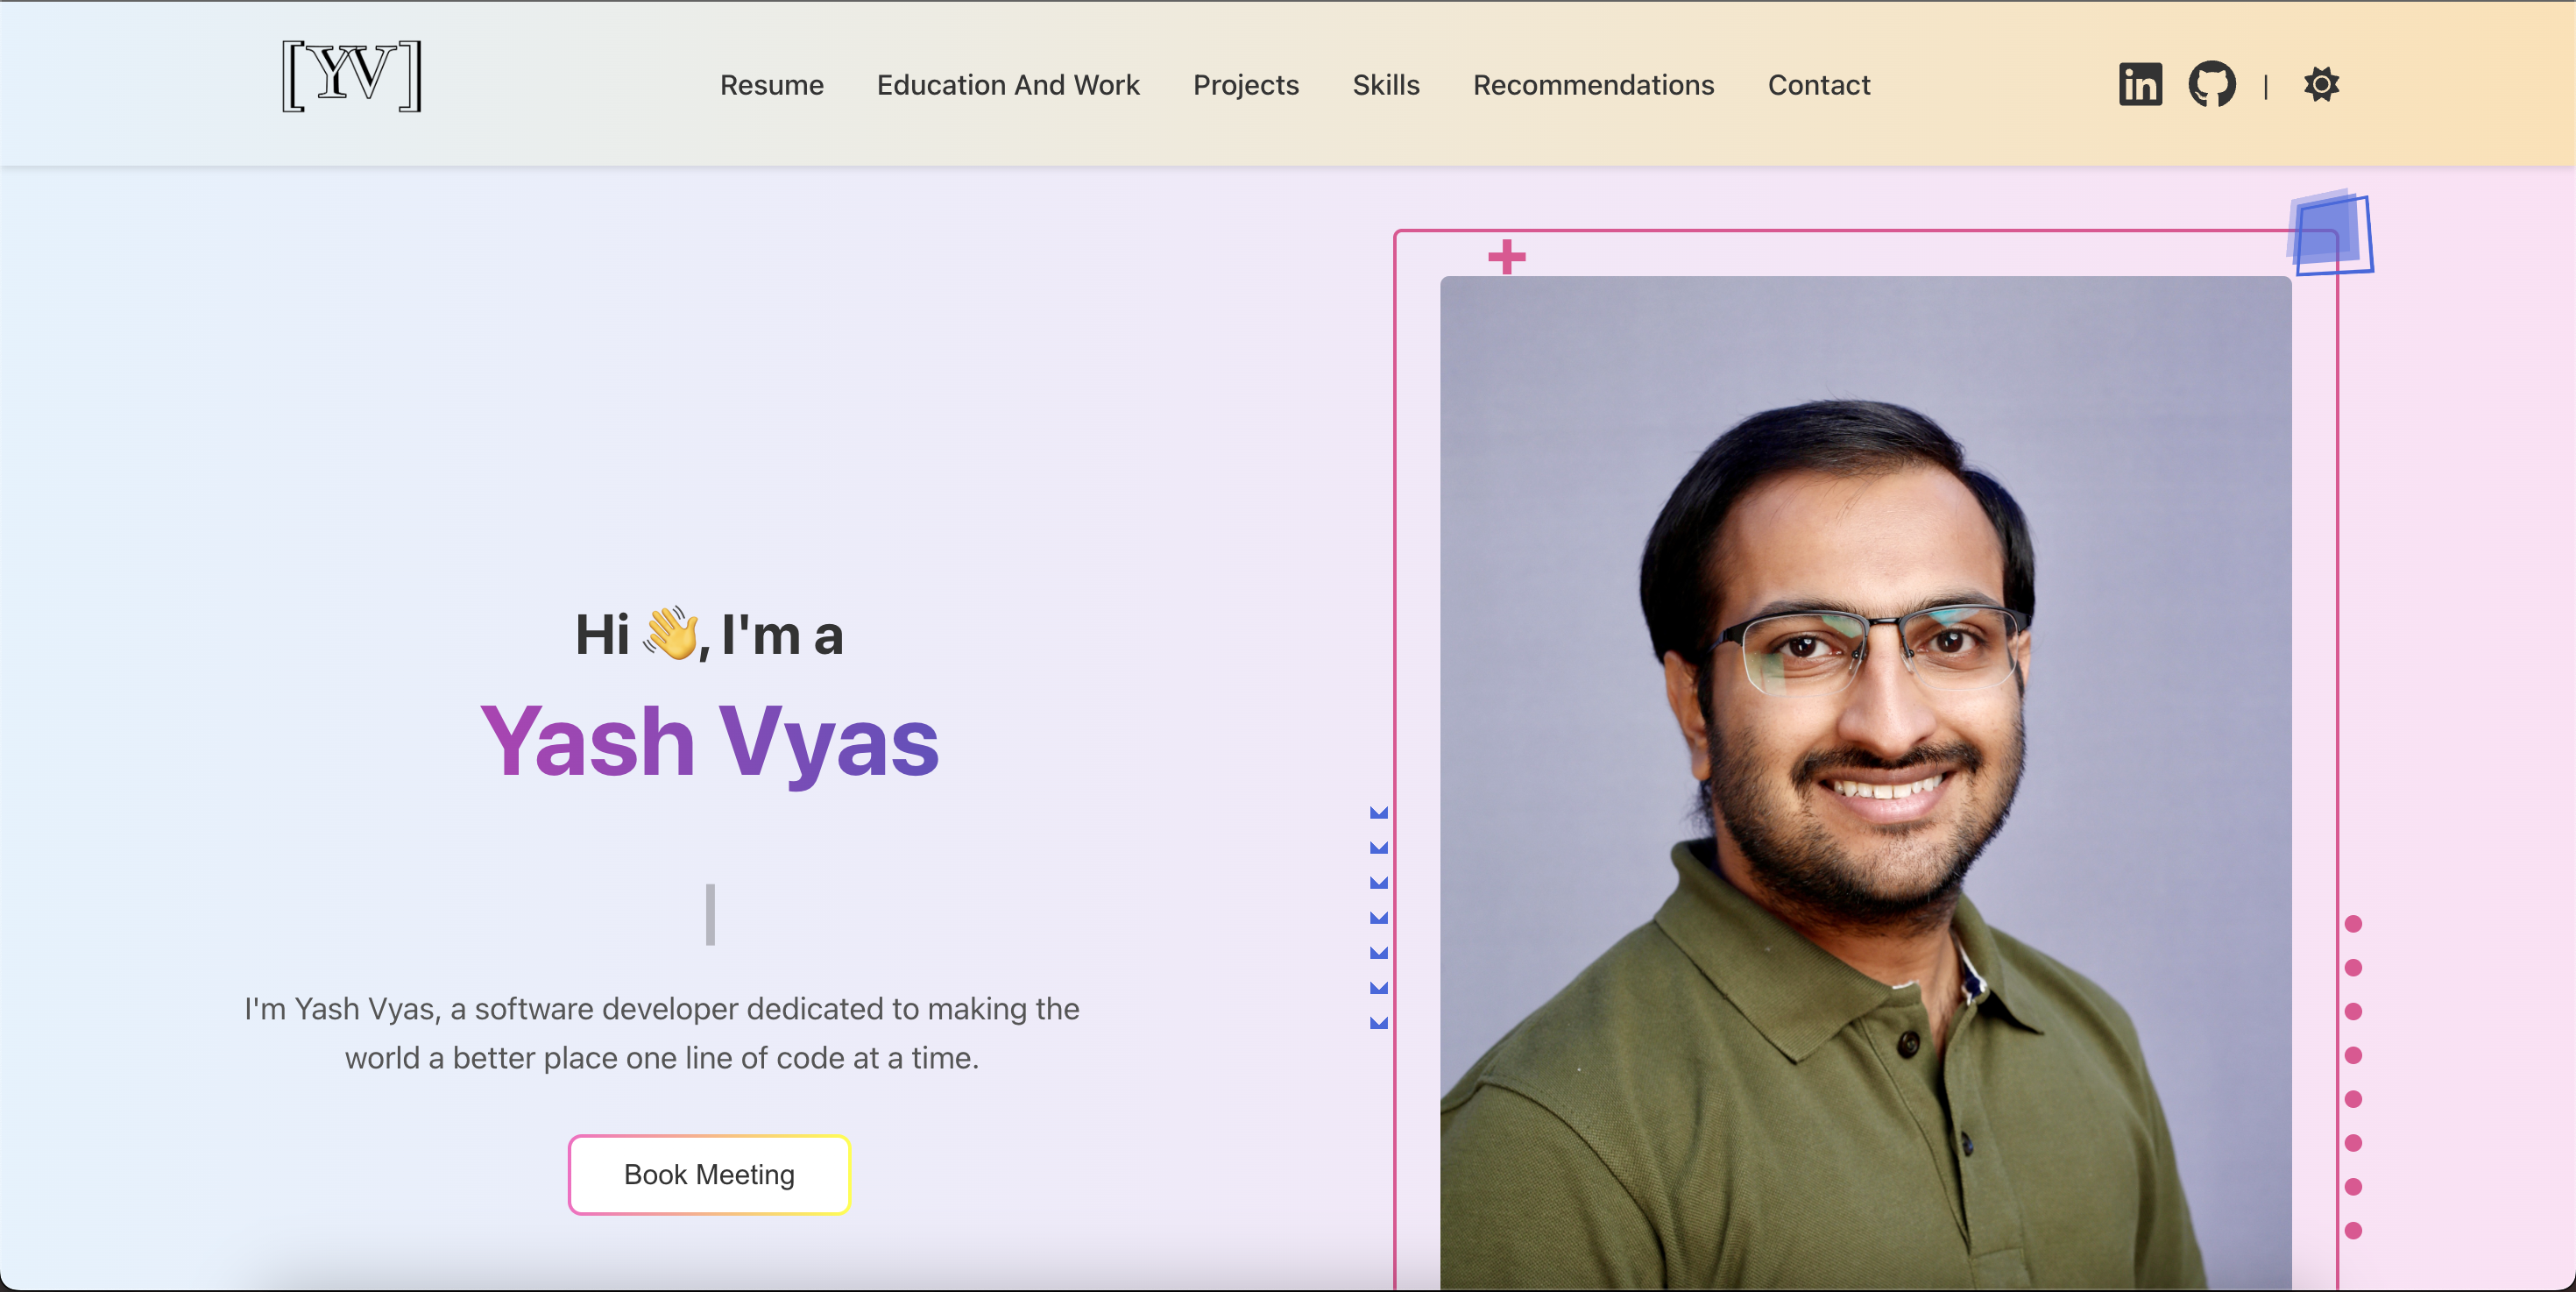 [YV]
Resume Education And Work Projects Skills Recommendations Contact
in |
Hi 👋, I'm a
Yash Vyas
I'm Yash Vyas, a software developer dedicated to making the
world a better place one line of code at a time.
Book Meeting